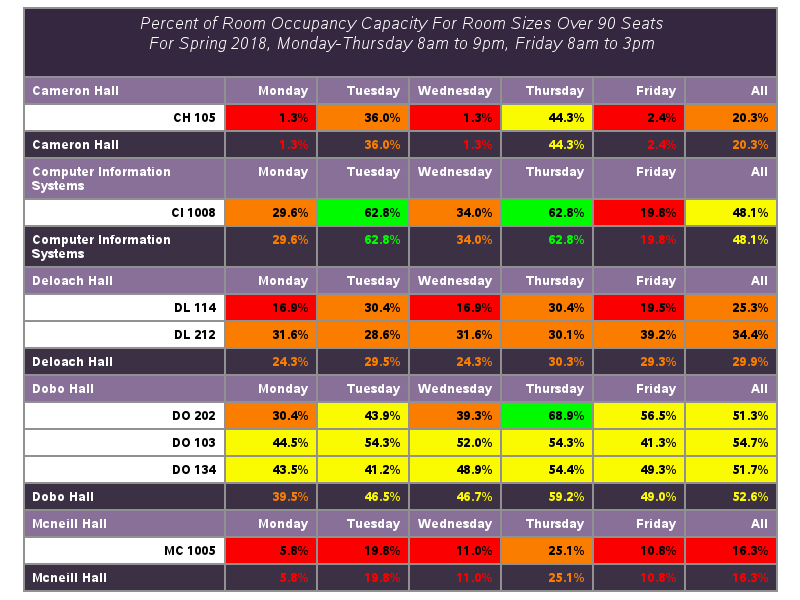 Percent of Room Occupancy Capacity For Room Sizes Over 90 Seats
For Spring 2018, Monday-Thursday 8am to 9pm, Friday 8am to 3pm
Cameron Hall Monday Tuesday Wednesday Thursday Friday All
CH 105 1.3% 36.0% 1.3% 44.3% 2.4% 20.3%
Cameron Hall 1.3% 36.0% 1.3% 44.3% 2.4% 20.3%
Computer Information Monday Tuesday Wednesday Thursday Friday All
Systems
CI 1008 29.6% 62.8% 34.0% 62.8% 19.8% 48.1%
Computer Information 29.6% 62.8% 34.0% 62.8% 19.8% 48.1%
Systems
Deloach Hall Monday Tuesday Wednesday Thursday Friday All
DL 114 16.9% 30.4% 16.9% 30.4% 19.5% 25.3%
DL 212 31.6% 28.6% 31.6% 30.1% 39.2% 34.4%
Deloach Hall 24.3% 29.5% 24.3% 30.3% 29.3% 29.9%
Dobo Hall Monday Tuesday Wednesday Thursday Friday All
DO 202 30.4% 43.9% 39.3% 68.9% 56.5% 51.3%
DO 103 44.5% 54.3% 52.0% 54.3% 41.3% 54.7%
DO 134 43.5% 41.2% 48.9% 54.4% 49.3% 51.7%
Dobo Hall 39.5% 46.5% 46.7% 59.2% 49.0% 52.6%
Mcneill Hall Monday Tuesday Wednesday Thursday Friday All
MC 1005 5.8% 19.8% 11.0% 25.1% 10.8% 16.3%
Mcneill Hall 5.8% 19.8% 11.0% 25.1% 10.8% 16.3%